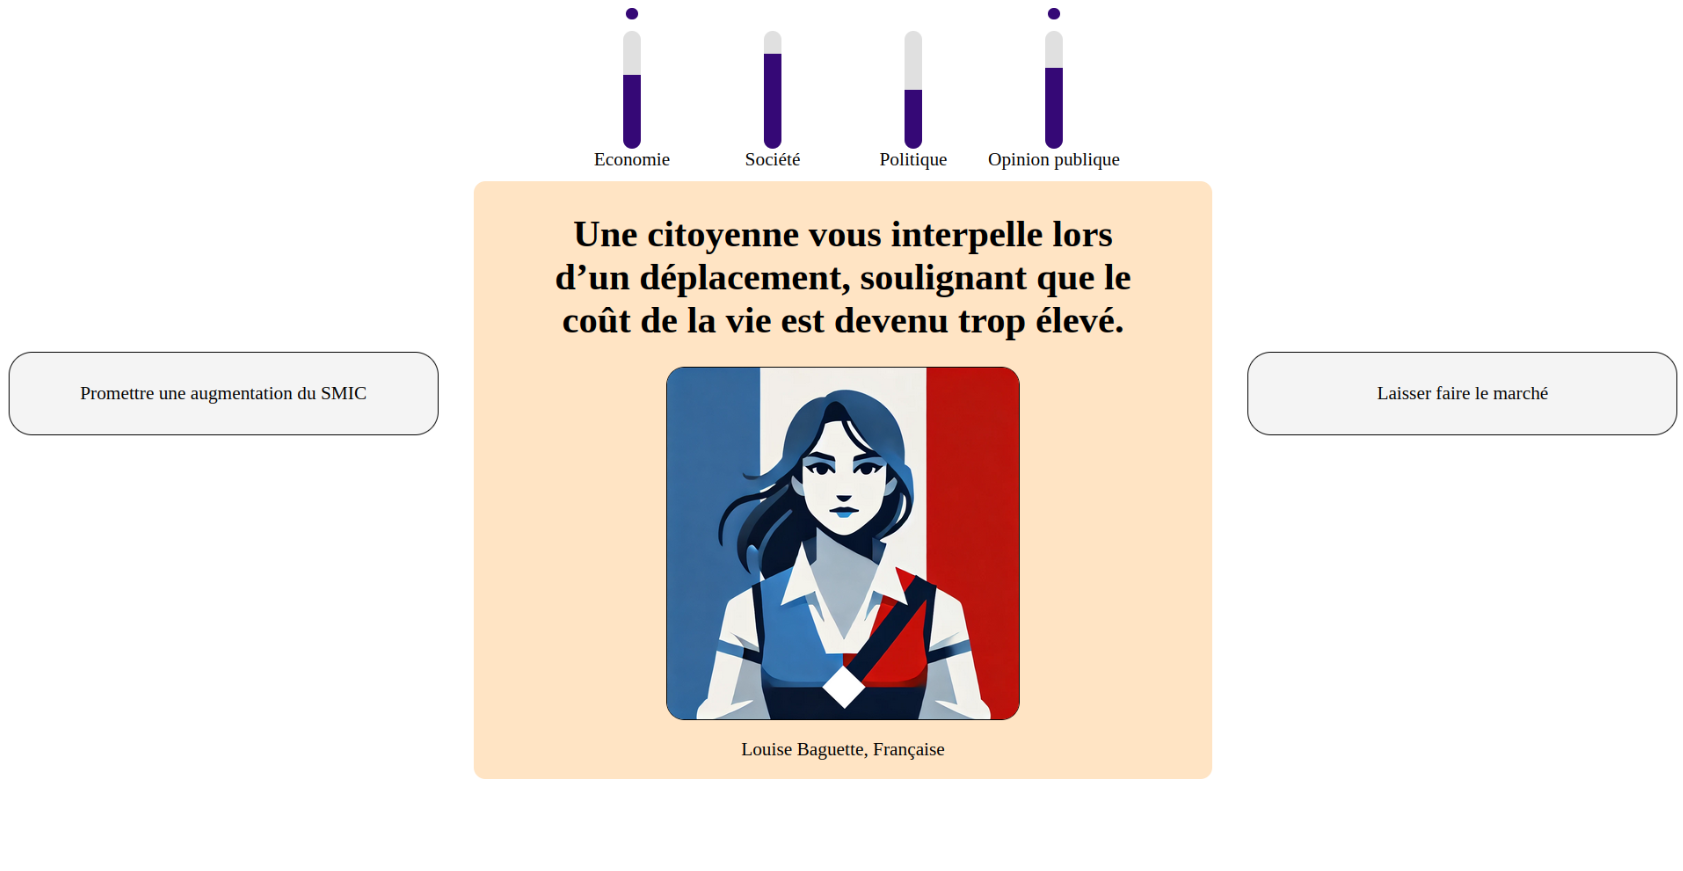 Economie
Société
Politique
Opinion publique
Une citoyenne vous interpelle lors
d’un déplacement, soulignant que le
coût de la vie est devenu trop élevé.
Promettre une augmentation du SMIC
Laisser faire le marché
Louise Baguette, Française